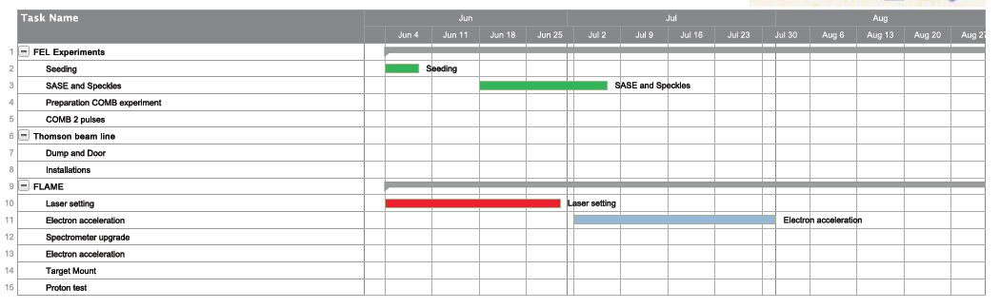 Task Name
Jun Jul Aug
Jun 4 Jun 11 Jun 18 Jun 25 Jul 2 Jul 9 Jul 16 Jul 23 Jul 30 Aug 6 Aug 13 Aug 20 Aug 27
1 FEL Experiments
2 Seeding Seeding
3 SASE and Speckles SASE and Speckles
4 Preparation COMB experiment
5 COMB 2 pulses
6 Thomson beam line
7 Dump and Door
8 Installations
9 FLAME
10 Laser setting Laser setting
11 Electron acceleration Electron acceleration
12 Spectrometer upgrade
13 Electron acceleration
14 Target Mount
15 Proton test